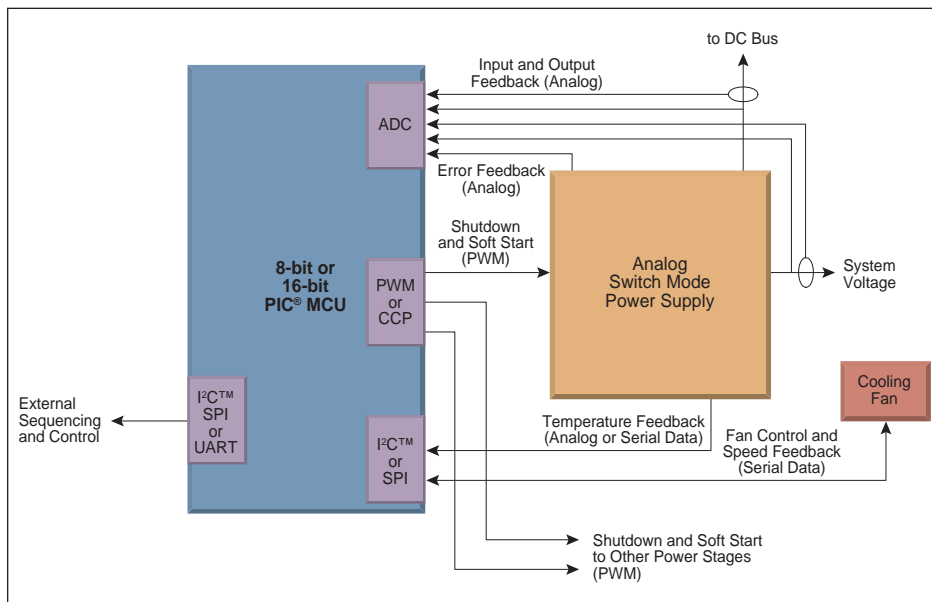 to DC Bus
Input and Output
Feedback (Analog)
ADC
Error Feedback
(Analog)
Shutdown
and Soft Start
(PWM)
8-bit or
16-bit
PIC® MCU
PWM
or
CCP
Analog
Switch Mode
Power Supply
System
Voltage
Cooling
Fan
I²C™
SPI
or
UART
External
Sequencing
and Control
Temperature Feedback
(Analog or Serial Data)
Fan Control and
Speed Feedback
(Serial Data)
I²C™
or
SPI
Shutdown and Soft Start
to Other Power Stages
(PWM)